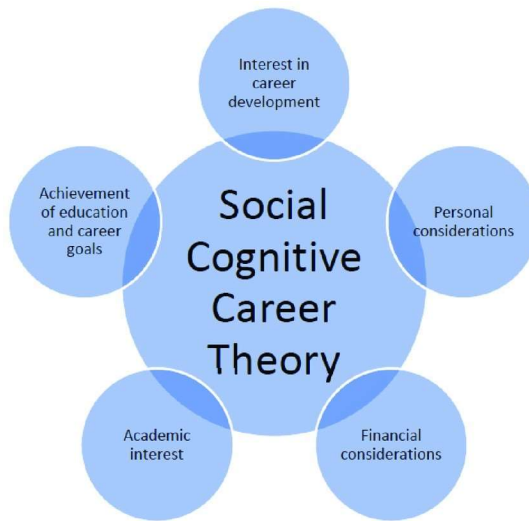 Interest in
career
development
Achievement
of education
and career
goals
Social
Cognitive
Career
Theory
Personal
considerations
Academic
interest
Financial
considerations